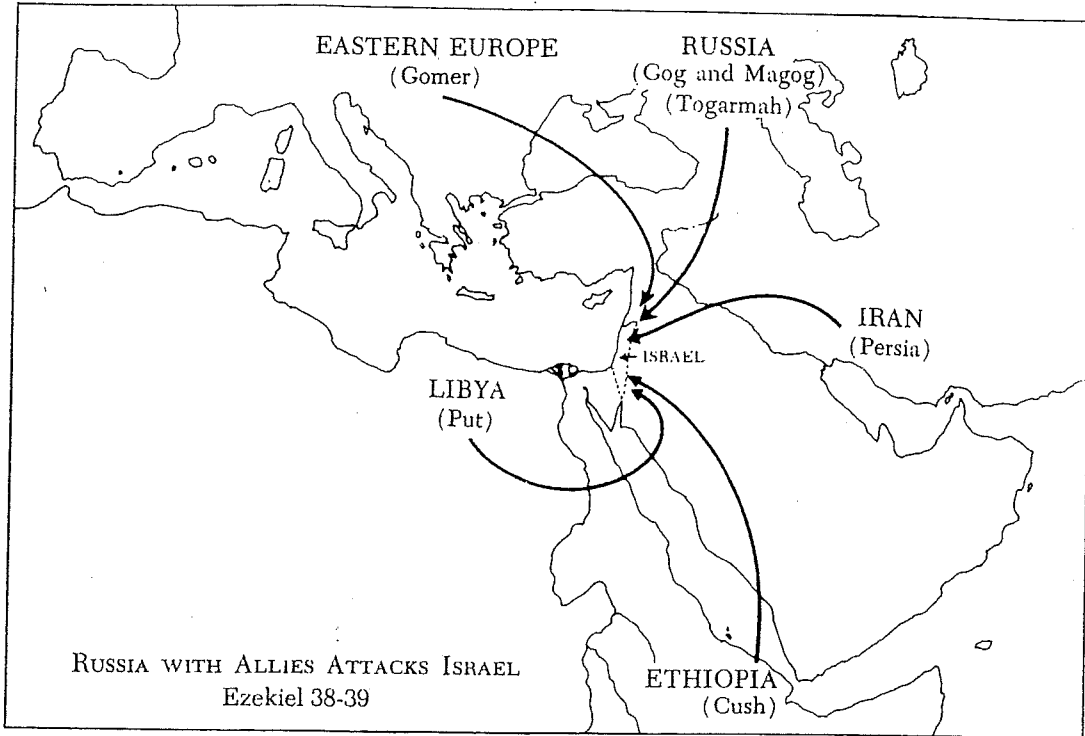 EASTERN EUROPE
(Gomer)
RUSSIA
(Gog and Magog)
(Togarmah)
IRAN
(Persia)
ISRAEL
LIBYA
(Put)
ETHIOPIA
(Cush)
RUSSIA WITH ALLIES ATTACKS ISRAEL
Ezekiel 38-39